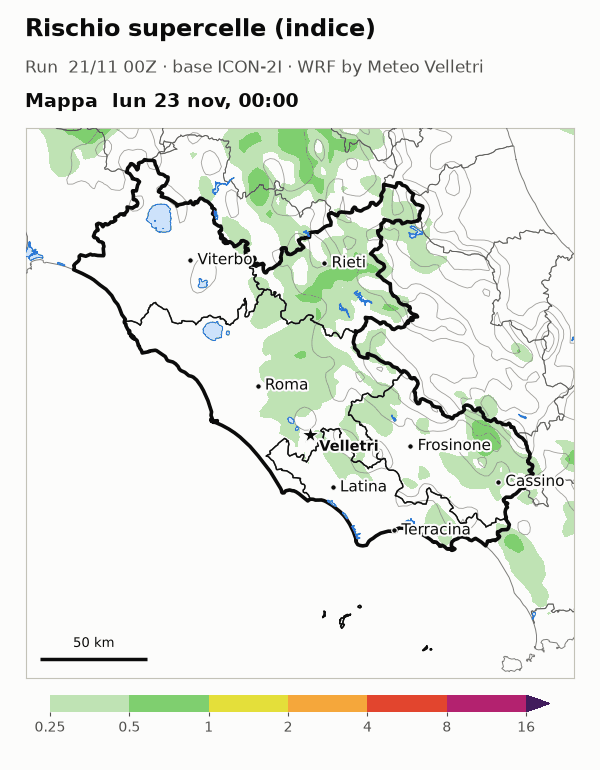 Rischio supercelle (indice)
Run 21/11 00Z · base ICON-2I · WRF by Meteo Velletri
Mappa lun 23 nov, 00:00
Viterbo
Rieti
Roma
Velletri
Frosinone
Latina
Cassino
Terracina
50 km
0.25 0.5 1 2 4 8 16